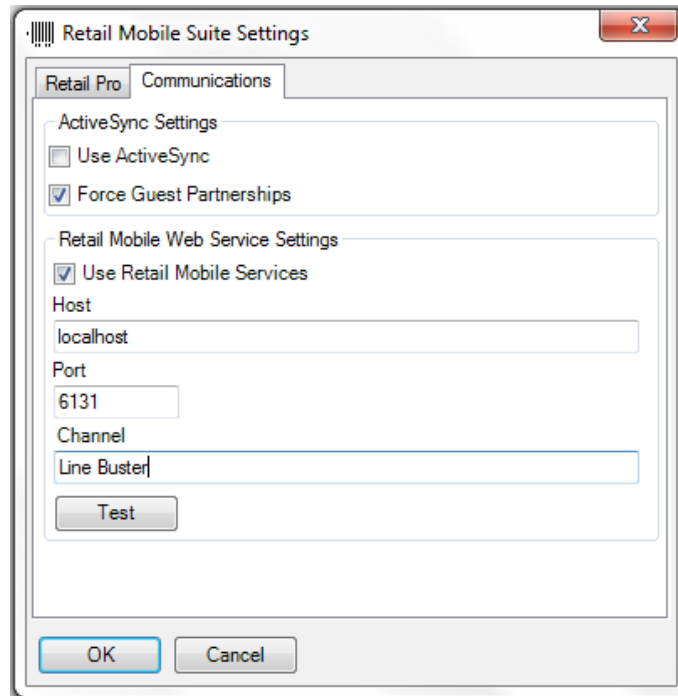 Retail Mobile Suite Settings
Retail Pro Communications
ActiveSync Settings
Use ActiveSync
Force Guest Partnerships
Retail Mobile Web Service Settings
Use Retail Mobile Services
Host
localhost
Port
6131
Channel
Line Buster
Test
OK Cancel